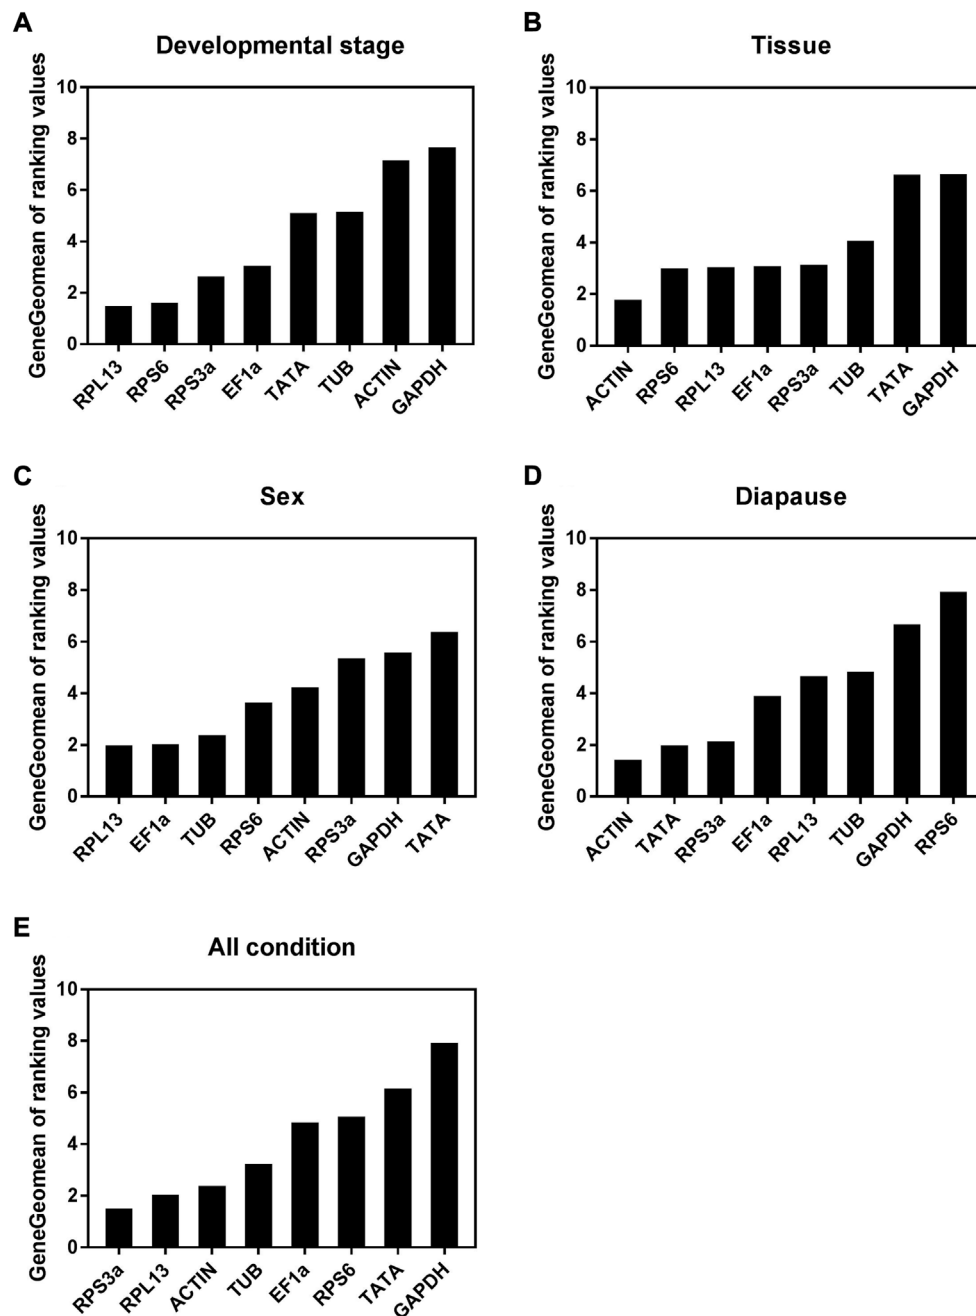 A
Developmental stage
GeneGeomean of ranking values
10
8
6
4
2
0
RPL13
RPS6
RPS3a
EF1a
TATA
TUB
ACTIN
GAPDH
B
Tissue
GeneGeomean of ranking values
10
8
6
4
2
0
ACTIN
RPS6
RPL13
EF1a
RPS3a
TUB
TATA
GAPDH
C
Sex
GeneGeomean of ranking values
10
8
6
4
2
0
RPL13
EF1a
TUB
RPS6
ACTIN
RPS3a
GAPDH
TATA
D
Diapause
GeneGeomean of ranking values
10
8
6
4
2
0
ACTIN
TATA
RPS3a
EF1a
RPL13
TUB
GAPDH
RPS6
E
All condition
GeneGeomean of ranking values
10
8
6
4
2
0
RPS3a
RPL13
ACTIN
TUB
EF1a
RPS6
TATA
GAPDH